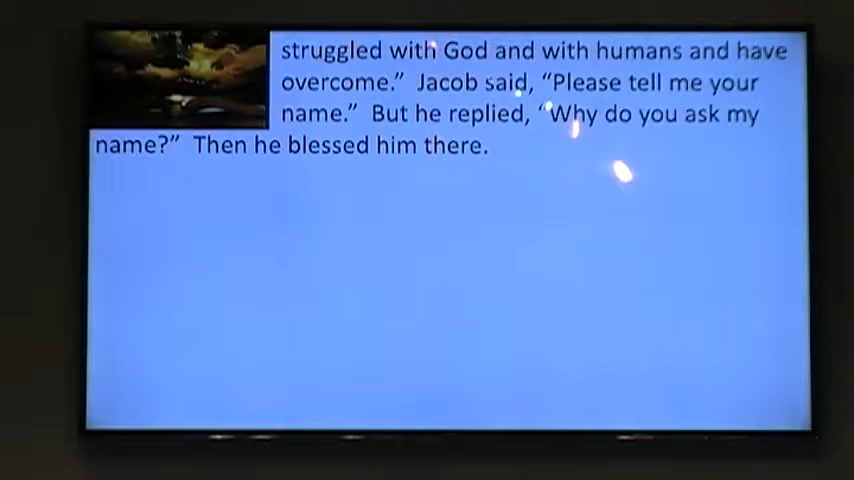 struggled with God and with humans and have
overcome.”  Jacob said, “Please tell me your
name.”  But he replied, “Why do you ask my
name?”  Then he blessed him there.